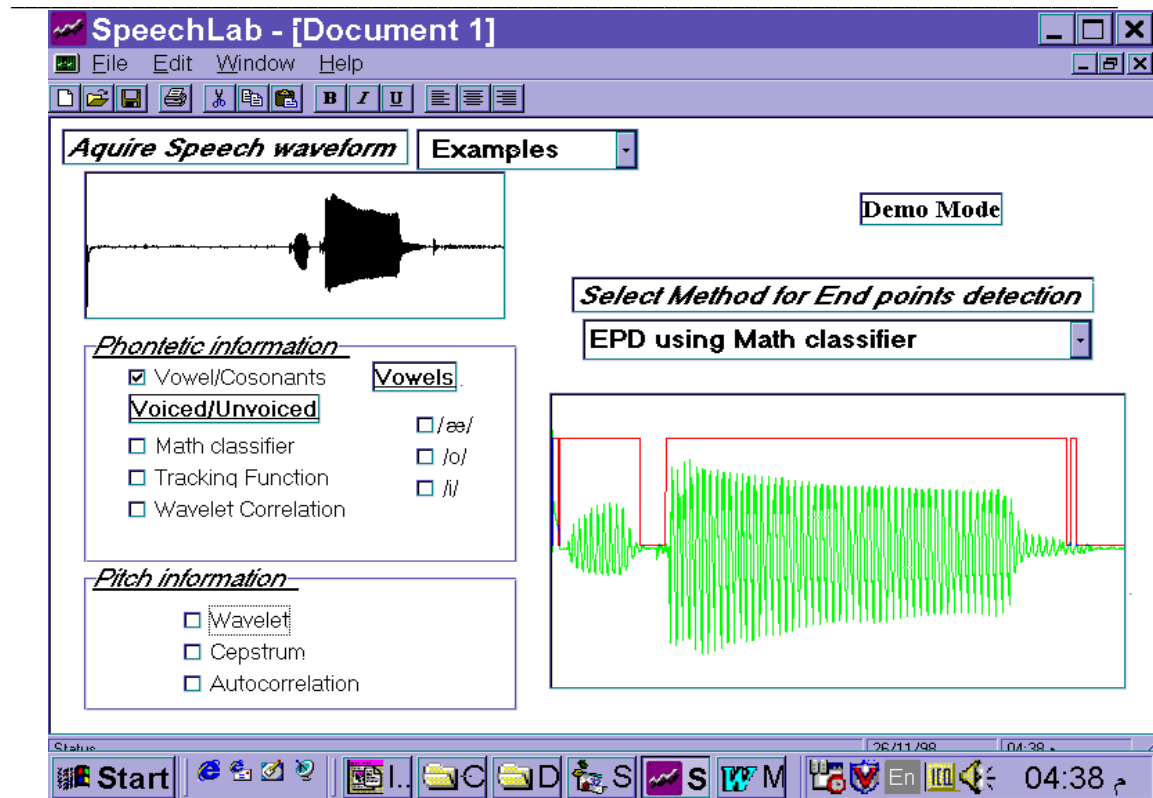 SpeechLab - [Document 1]
File Edit Window Help
B I U
Aquire Speech waveform Examples
Demo Mode
Select Method for End points detection
EPD using Math classifier
Phontetic information
Vowel/Cosonants Vowels
Voiced/Unvoiced
/æ/
Math classifier
/o/
Tracking Function
/i/
Wavelet Correlation
Pitch information
Wavelet
Cepstrum
Autocorrelation
Status 26/11/98 04:38 م
Start I.. C D S S M En 04:38 م